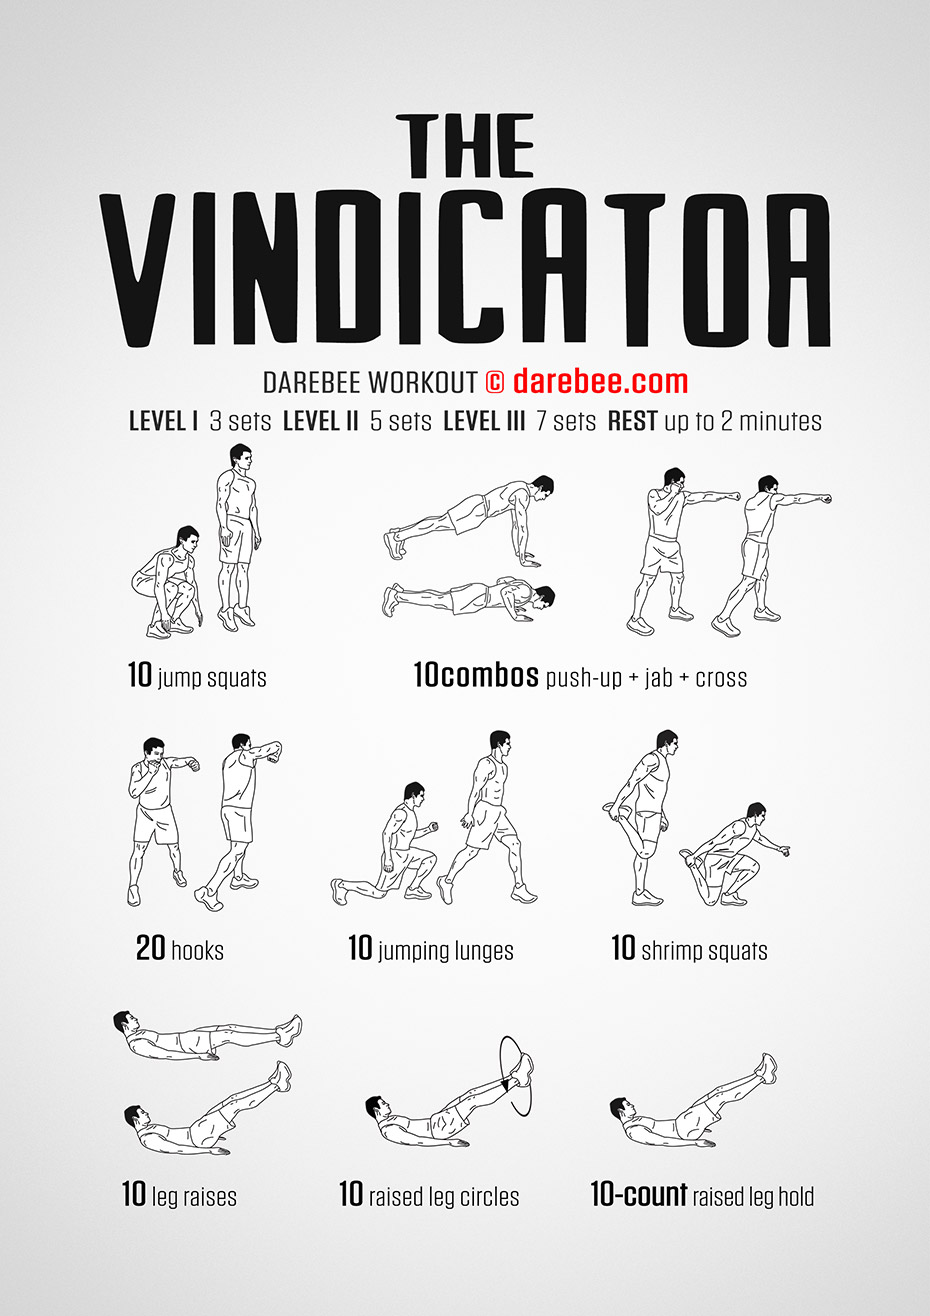 THE
VINDICATOR
DAREBEE WORKOUT © darebee.com
LEVEL I 3 sets LEVEL II 5 sets LEVEL III 7 sets REST up to 2 minutes
10 jump squats
10combos push-up + jab + cross
20 hooks
10 jumping lunges
10 shrimp squats
10 leg raises
10 raised leg circles
10-count raised leg hold